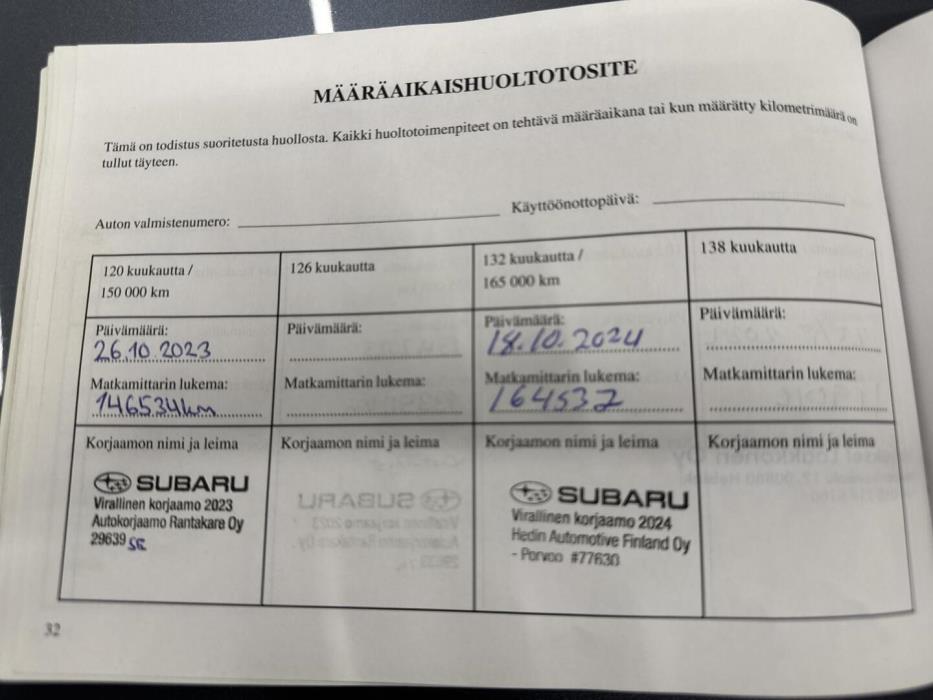 MÄÄRÄAIKAISHUOLTOTOSITE
Tämä on todistus suoritetusta huollosta. Kaikki huoltotoimenpiteet on tehtävä määräaikana tai kun määrätty kilometrimäärä on
tullut täyteen.
Auton valmistenumero:
Käyttöönottopäivä:
120 kuukautta /
150 000 km
Päivämäärä:
26.10.2023
Matkamittarin lukema:
146534km
Korjaamon nimi ja leima
SUBARU
Virallinen korjaamo 2023
Autokorjaamo Rantakare Oy
29639
126 kuukautta
Päivämäärä:
Matkamittarin lukema:
Korjaamon nimi ja leima
132 kuukautta /
165 000 km
Päivämäärä:
18.10.2024
Matkamittarin lukema:
164537
Korjaamon nimi ja leima
SUBARU
Virallinen korjaamo 2024
Hedin Automotive Finland Oy
- Porvoo #77630
138 kuukautta
Päivämäärä:
Matkamittarin lukema:
Korjaamon nimi ja leima
32